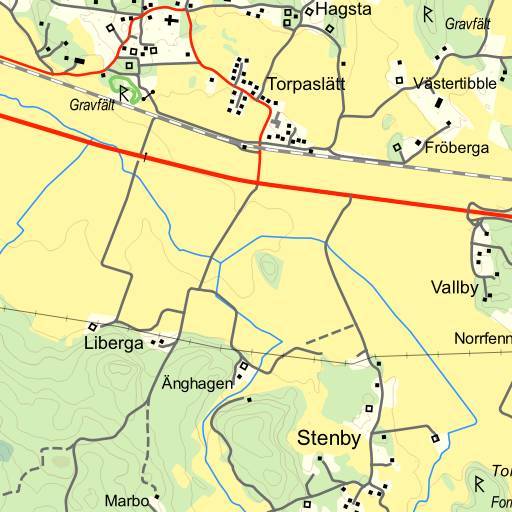 Hagsta
Gravfält
Torpaslätt
Västertibble
Gravfält
Fröberga
Vallby
Norrfenn
Liberga
Änghagen
Stenby
Marbo